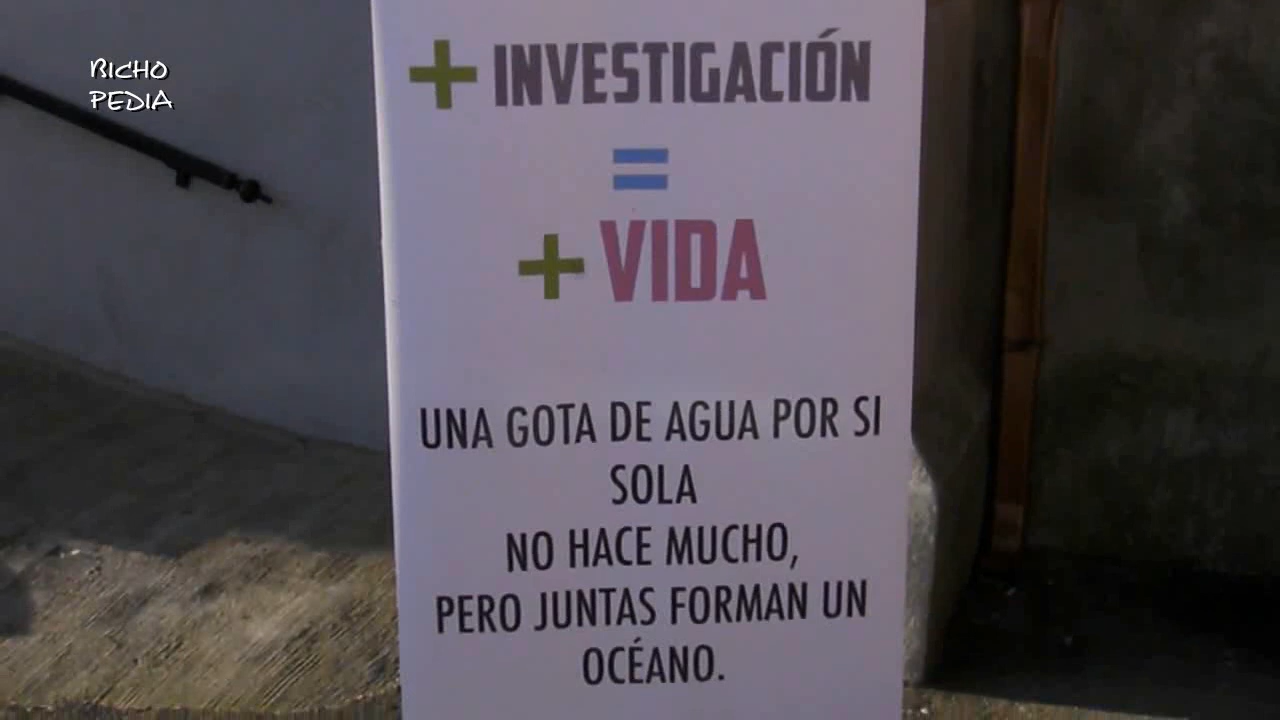 BICHO
PEDIA
+ INVESTIGACIÓN
=
+ VIDA
UNA GOTA DE AGUA POR SI
SOLA
NO HACE MUCHO,
PERO JUNTAS FORMAN UN
OCÉANO.